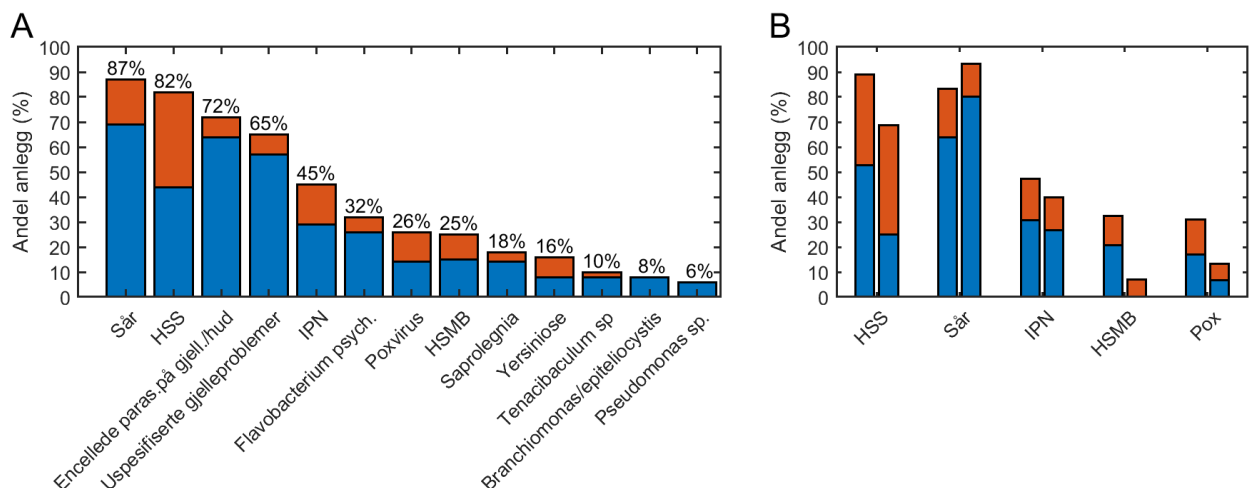 A
B
Andel anlegg (%)
100
90
80
70
60
50
40
30
20
10
0
87%
82%
72%
65%
45%
32%
26%
25%
18%
16%
10%
8%
6%
Sår
HSS
Encellede paras.på gjell./hud
Uspesifiserte gjelleproblemer
IPN
Flavobacterium psych.
Poxvirus
HSMB
Saprolegnia
Yersiniose
Tenacibaculum sp
Branchiomonas/epiteliocystis
Pseudomonas sp.
Andel anlegg (%)
100
90
80
70
60
50
40
30
20
10
0
HSS
Sår
IPN
HSMB
Pox